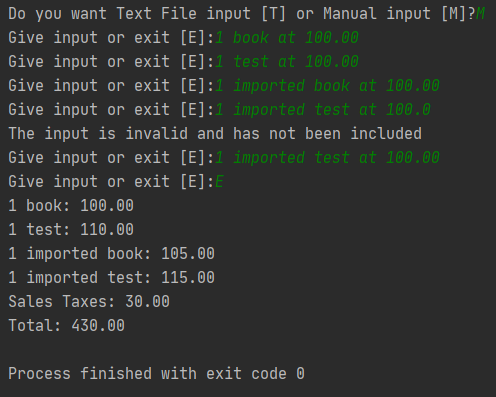 Do you want Text File input [T] or Manual input [M]?M
Give input or exit [E]:1 book at 100.00
Give input or exit [E]:1 test at 100.00
Give input or exit [E]:1 imported book at 100.00
Give input or exit [E]:1 imported test at 100.0
The input is invalid and has not been included
Give input or exit [E]:1 imported test at 100.00
Give input or exit [E]:E
1 book: 100.00
1 test: 110.00
1 imported book: 105.00
1 imported test: 115.00
Sales Taxes: 30.00
Total: 430.00
Process finished with exit code 0